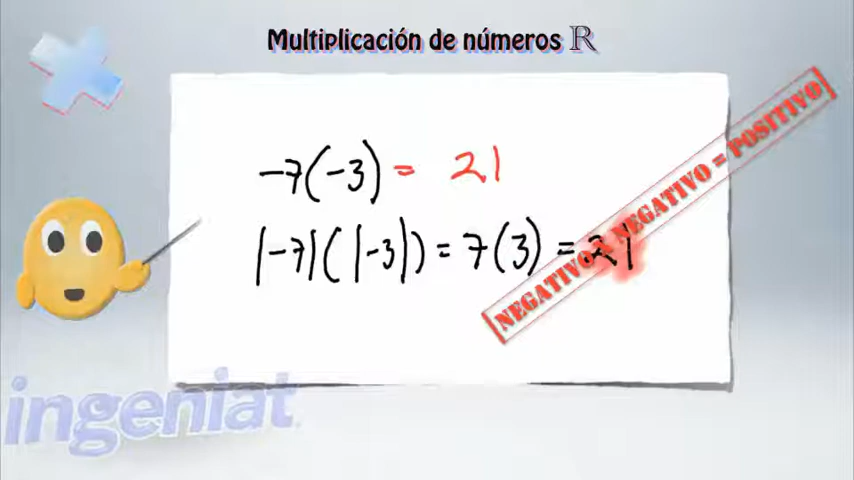 Multiplicación de números ℝ
-7(-3) = 21
|-7|(|-3|) = 7(3) = 21
NEGATIVO x NEGATIVO = POSITIVO
ingeniat